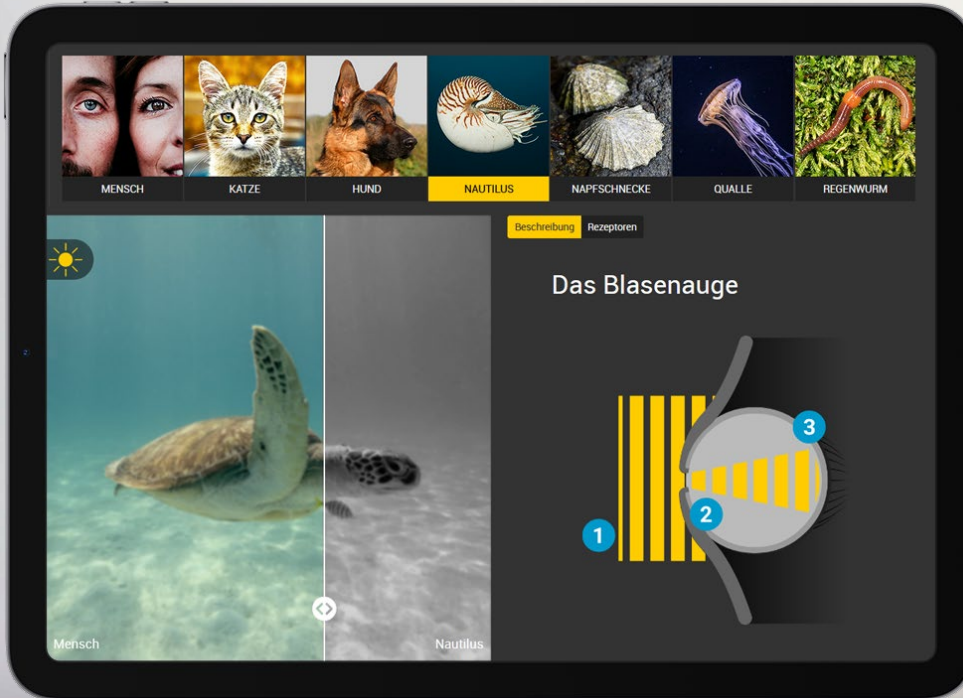 MENSCH
KATZE
HUND
NAUTILUS
NAPFSCHNECKE
QUALLE
REGENWURM
Beschreibung Rezeptoren
Das Blasenauge
3
2
1
Mensch
Nautilus